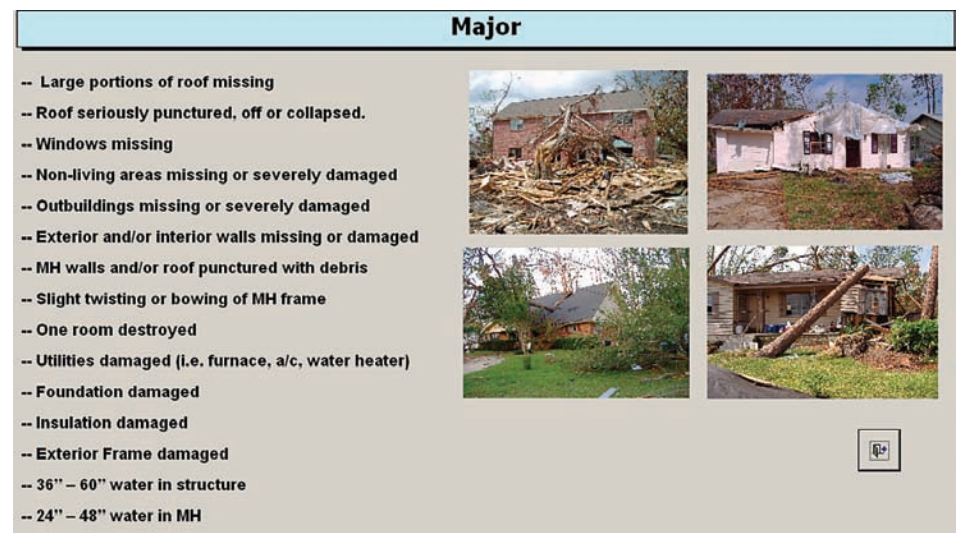 Major
-- Large portions of roof missing
-- Roof seriously punctured, off or collapsed.
-- Windows missing
-- Non-living areas missing or severely damaged
-- Outbuildings missing or severely damaged
-- Exterior and/or interior walls missing or damaged
-- MH walls and/or roof punctured with debris
-- Slight twisting or bowing of MH frame
-- One room destroyed
-- Utilities damaged (i.e. furnace, a/c, water heater)
-- Foundation damaged
-- Insulation damaged
-- Exterior Frame damaged
-- 36” – 60” water in structure
-- 24” – 48” water in MH